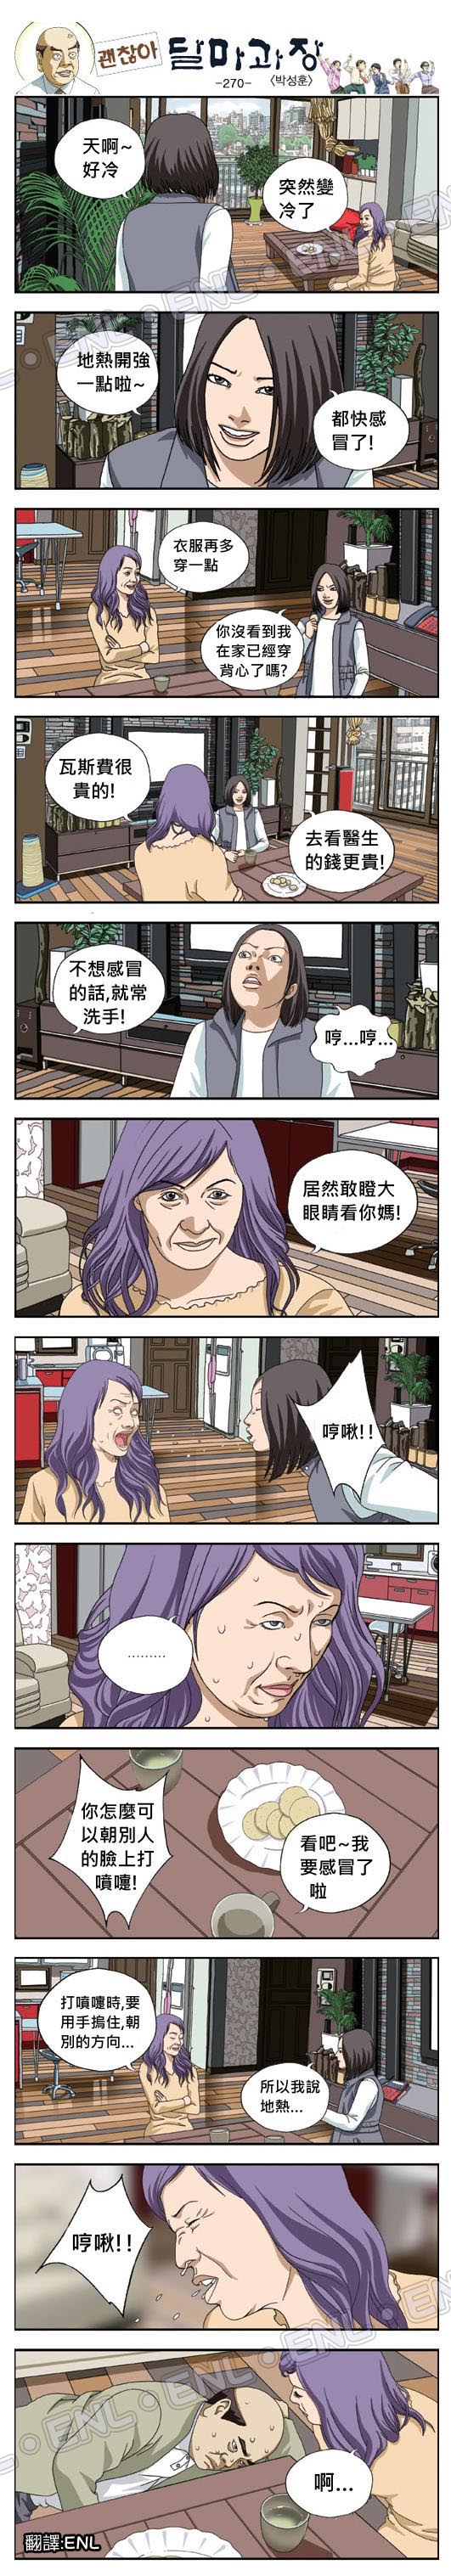 괜찮아
달마과장
-270-
〈박성훈〉
天啊~
好冷
突然變
冷了
地熱開強
一點啦~
都快感
冒了!
衣服再多
穿一點
你沒看到我
在家已經穿
背心了嗎?
瓦斯費很
貴的!
去看醫生
的錢更貴!
不想感冒
的話,就常
洗手!
哼...哼...
居然敢瞪大
眼睛看你媽!
哼啾!!
.........
你怎麼可
以朝別人
的臉上打
噴嚏!
看吧~我
要感冒了
啦
打噴嚏時,要
用手摀住,朝
別的方向...
所以我說
地熱...
哼啾!!
啊...
翻譯:ENL